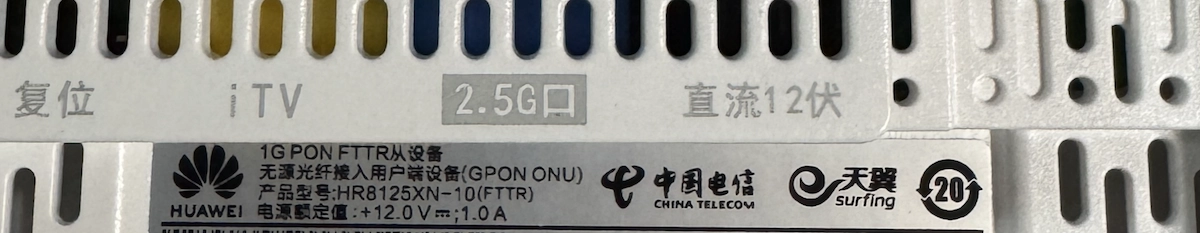 复位 iTV 2.5G口 直流12伏
HUAWEI
1G PON FTTR从设备
无源光纤接入用户端设备(GPON ONU)
产品型号:HR8125XN-10(FTTR)
电源额定值:+12.0V⎓;1.0A
中国电信
CHINA TELECOM
天翼
surfing
20